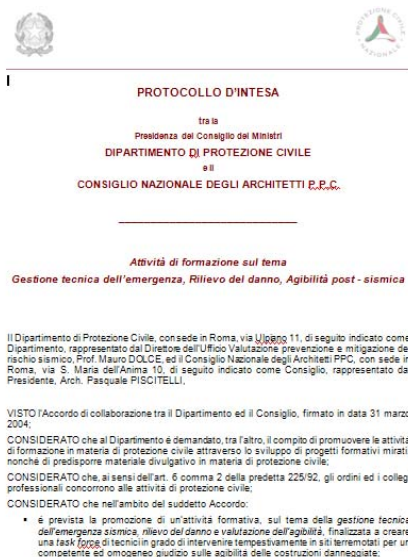 PROTEZIONE CIVILE
NAZIONALE
PROTOCOLLO D'INTESA
tra la
Presidenza del Consiglio dei Ministri
DIPARTIMENTO DI PROTEZIONE CIVILE
e il
CONSIGLIO NAZIONALE DEGLI ARCHITETTI P.P.C.
Attività di formazione sul tema
Gestione tecnica dell'emergenza, Rilievo del danno, Agibilità post - sismica
Il Dipartimento di Protezione Civile, con sede in Roma, via Ulpiano 11, di seguito indicato come
Dipartimento, rappresentato dal Direttore dell'Ufficio Valutazione prevenzione e mitigazione del
rischio sismico, Prof. Mauro DOLCE, ed il Consiglio Nazionale degli Architetti PPC, con sede in
Roma, via S. Maria dell'Anima 10, di seguito indicato come Consiglio, rappresentato dal
Presidente, Arch. Pasquale PISCITELLI,
VISTO l'Accordo di collaborazione tra il Dipartimento ed il Consiglio, firmato in data 31 marzo
2004;
CONSIDERATO che al Dipartimento è demandato, tra l'altro, il compito di promuovere le attività
di formazione in materia di protezione civile attraverso lo sviluppo di progetti formativi mirati,
nonché di predisporre materiale divulgativo in materia di protezione civile;
CONSIDERATO che, ai sensi dell'art. 6 comma 2 della predetta 225/92, gli ordini ed i collegi
professionali concorrono alle attività di protezione civile;
CONSIDERATO che nell'ambito del suddetto Accordo:
• è prevista la promozione di un'attività formativa, sul tema della gestione tecnica
dell'emergenza sismica, rilievo del danno e valutazione dell'agibilità, finalizzata a creare
una task force di tecnici in grado di intervenire tempestivamente in siti terremotati per un
competente ed omogeneo giudizio sulle agibilità delle costruzioni danneggiate;